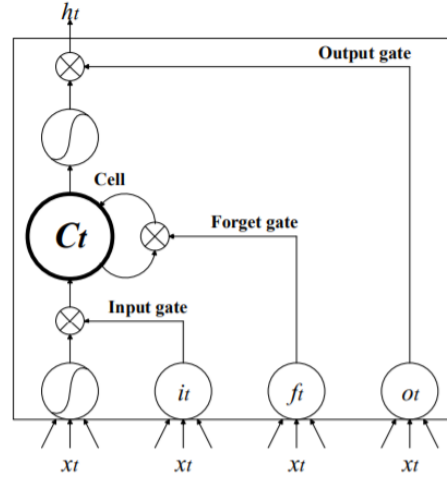 ht
Output gate
Cell
Ct
Forget gate
Input gate
it
ft
ot
xt
xt
xt
xt